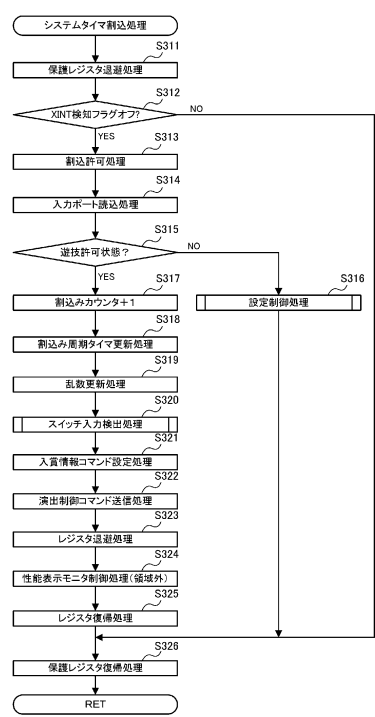 システムタイマ割込処理
S311
保護レジスタ退避処理
S312
XINT検知フラグオフ?
NO
YES
S313
割込許可処理
S314
入力ポート読込処理
S315
遊技許可状態?
NO
YES
S316
設定制御処理
S317
割込みカウンタ+1
S318
割込み周期タイマ更新処理
S319
乱数更新処理
S320
スイッチ入力検出処理
S321
入賞情報コマンド設定処理
S322
演出制御コマンド送信処理
S323
レジスタ退避処理
S324
性能表示モニタ制御処理(領域外)
S325
レジスタ復帰処理
S326
保護レジスタ復帰処理
RET